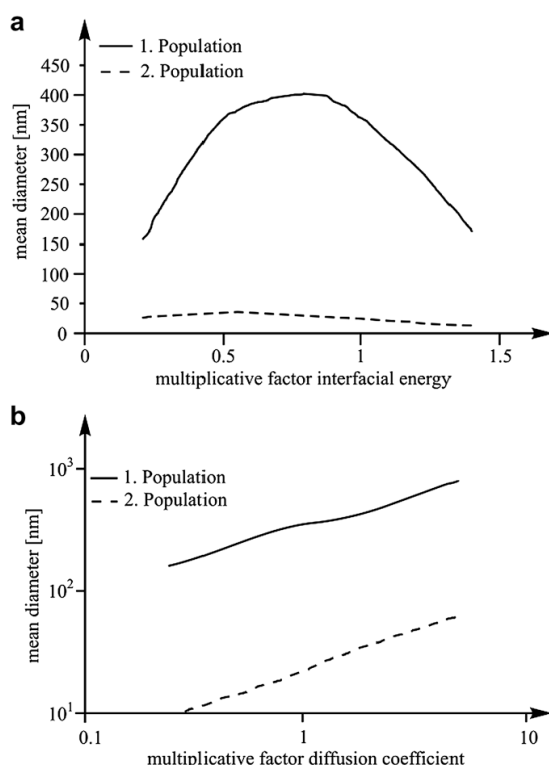 a
1. Population
2. Population
450
400
350
300
250
200
150
100
50
0
mean diameter [nm]
0 0.5 1 1.5
multiplicative factor interfacial energy
b
10³
1. Population
2. Population
10²
10¹
mean diameter [nm]
0.1 1 10
multiplicative factor diffusion coefficient